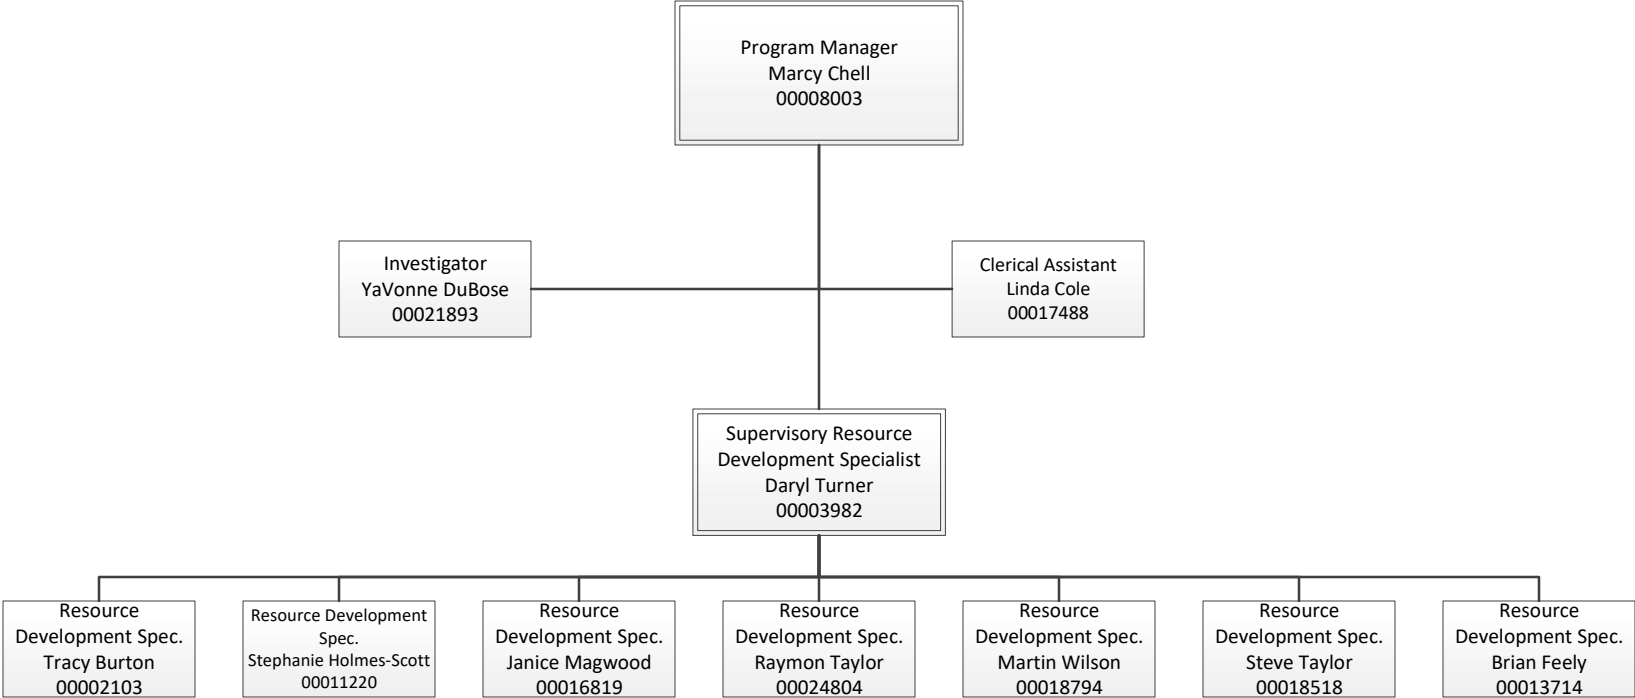 Program Manager
Marcy Chell
00008003
Investigator
YaVonne DuBose
00021893
Clerical Assistant
Linda Cole
00017488
Supervisory Resource
Development Specialist
Daryl Turner
00003982
Resource
Development Spec.
Tracy Burton
00002103
Resource Development
Spec.
Stephanie Holmes-Scott
00011220
Resource
Development Spec.
Janice Magwood
00016819
Resource
Development Spec.
Raymon Taylor
00024804
Resource
Development Spec.
Martin Wilson
00018794
Resource
Development Spec.
Steve Taylor
00018518
Resource
Development Spec.
Brian Feely
00013714